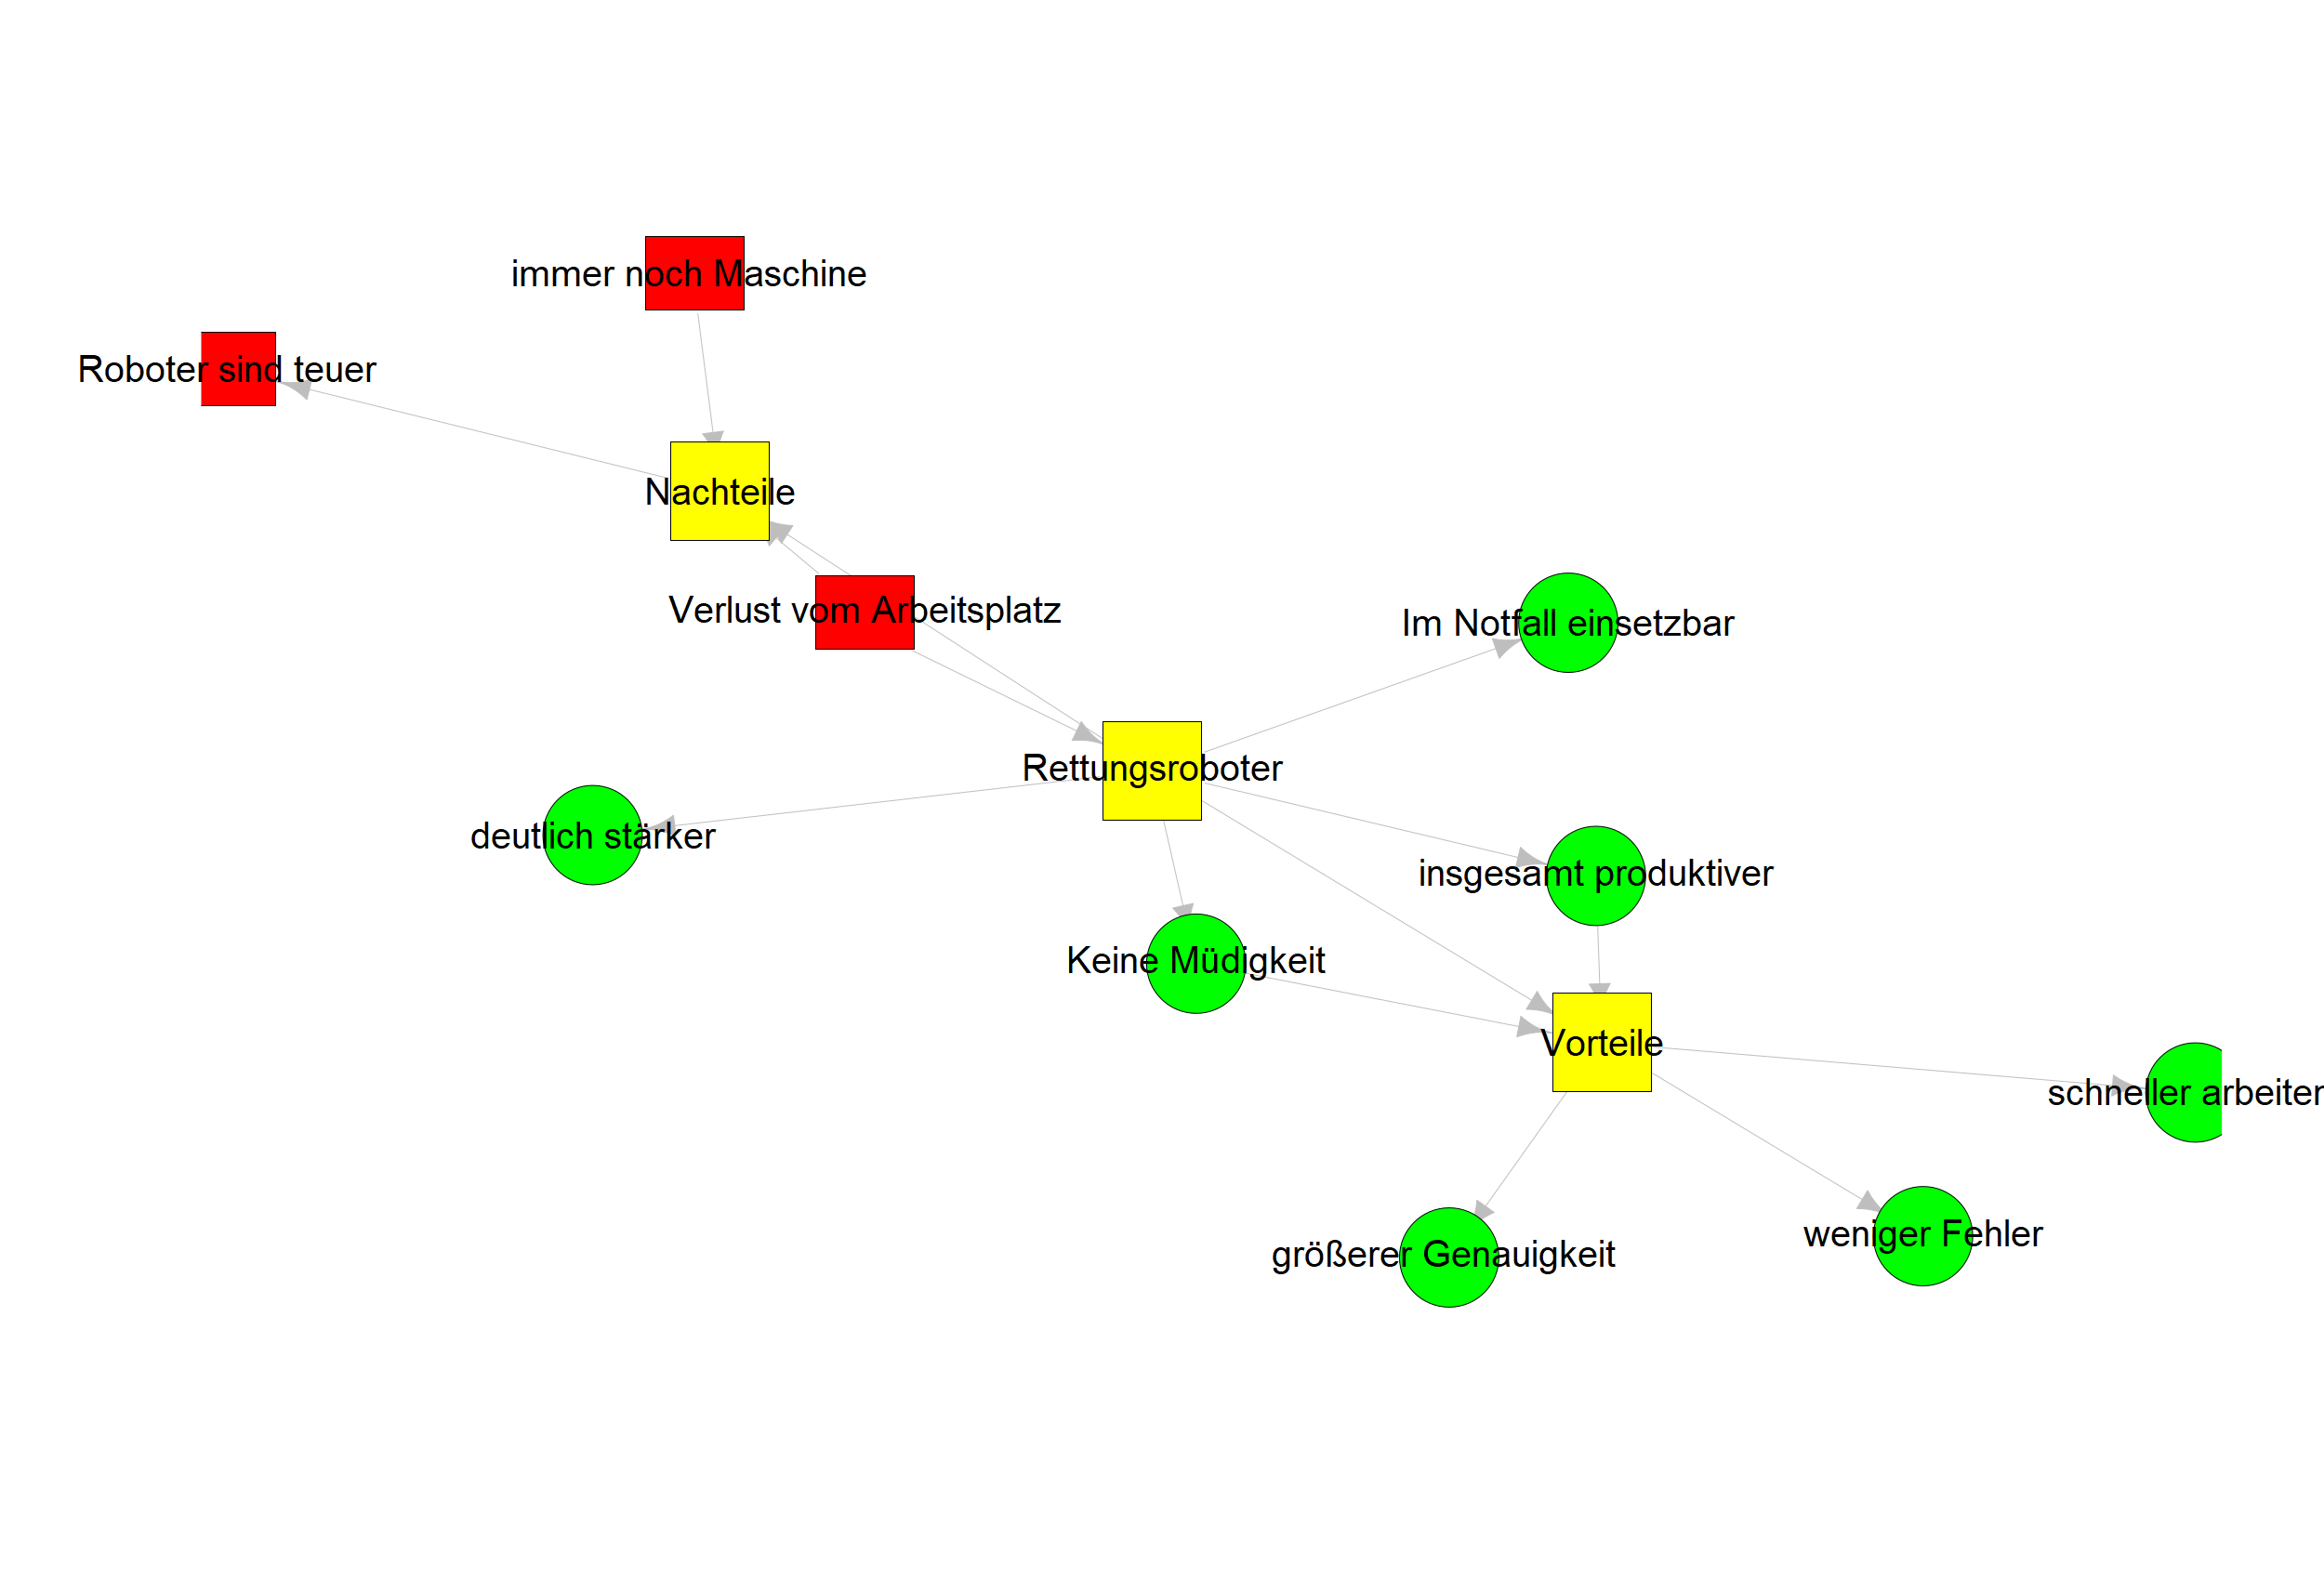 immer noch Maschine
Roboter sind teuer
Nachteile
Verlust vom Arbeitsplatz
Im Notfall einsetzbar
Rettungsroboter
deutlich stärker
insgesamt produktiver
Keine Müdigkeit
Vorteile
schneller arbeiten
weniger Fehler
größerer Genauigkeit